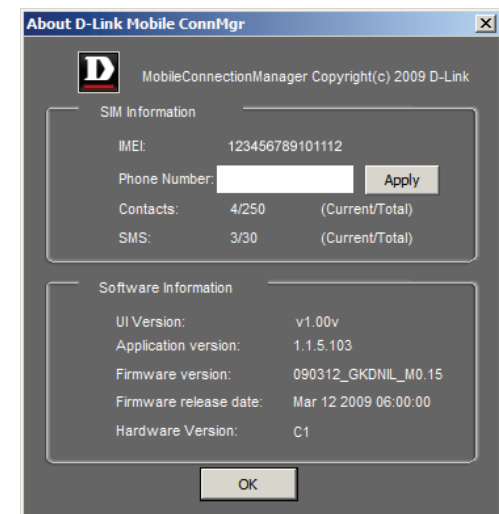 About D-Link Mobile ConnMgr
D
MobileConnectionManager Copyright(c) 2009 D-Link
SIM Information
IMEI: 123456789101112
Phone Number: Apply
Contacts: 4/250 (Current/Total)
SMS: 3/30 (Current/Total)
Software Information
UI Version: v1.00v
Application version: 1.1.5.103
Firmware version: 090312_GKDNIL_M0.15
Firmware release date: Mar 12 2009 06:00:00
Hardware Version: C1
OK